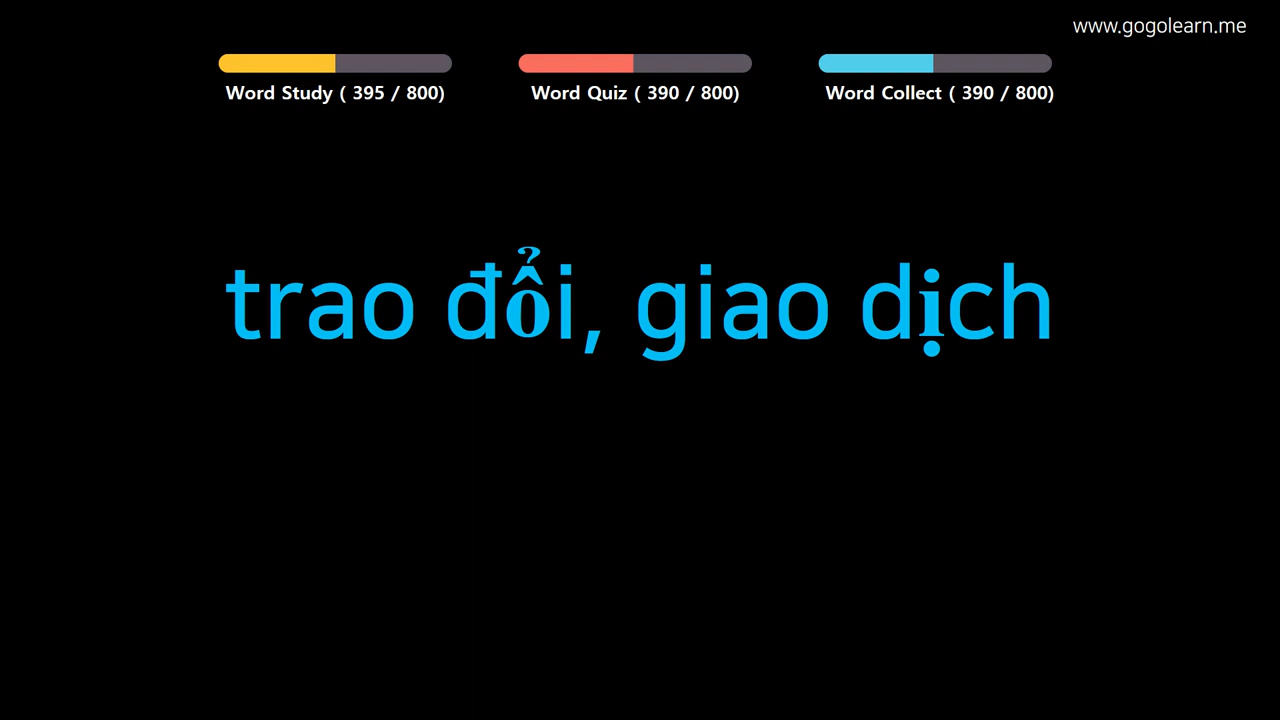 www.gogolearn.me
Word Study ( 395 / 800) Word Quiz ( 390 / 800) Word Collect ( 390 / 800)
trao đổi, giao dịch